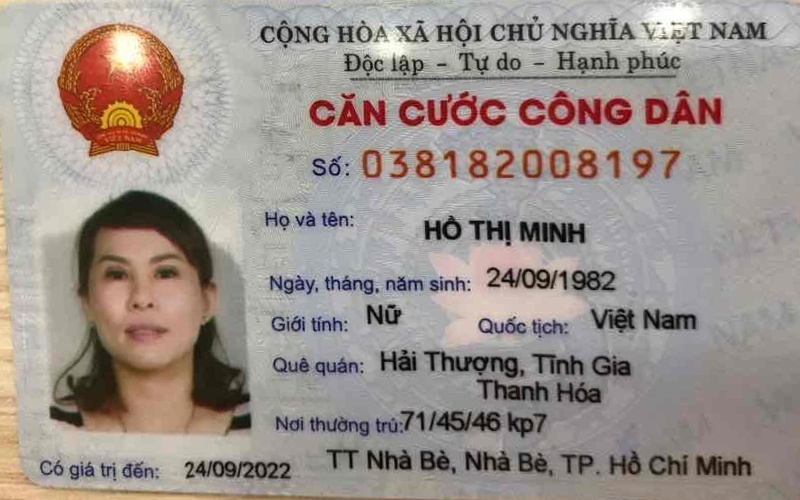 CỘNG HÒA XÃ HỘI CHỦ NGHĨA VIỆT NAM
Độc lập - Tự do - Hạnh phúc
CĂN CƯỚC CÔNG DÂN
Số: 038182008197
Họ và tên: HỒ THỊ MINH
Ngày, tháng, năm sinh: 24/09/1982
Giới tính: Nữ Quốc tịch: Việt Nam
Quê quán: Hải Thượng, Tĩnh Gia
Thanh Hóa
Nơi thường trú: 71/45/46 kp7
TT Nhà Bè, Nhà Bè, TP. Hồ Chí Minh
Có giá trị đến: 24/09/2022